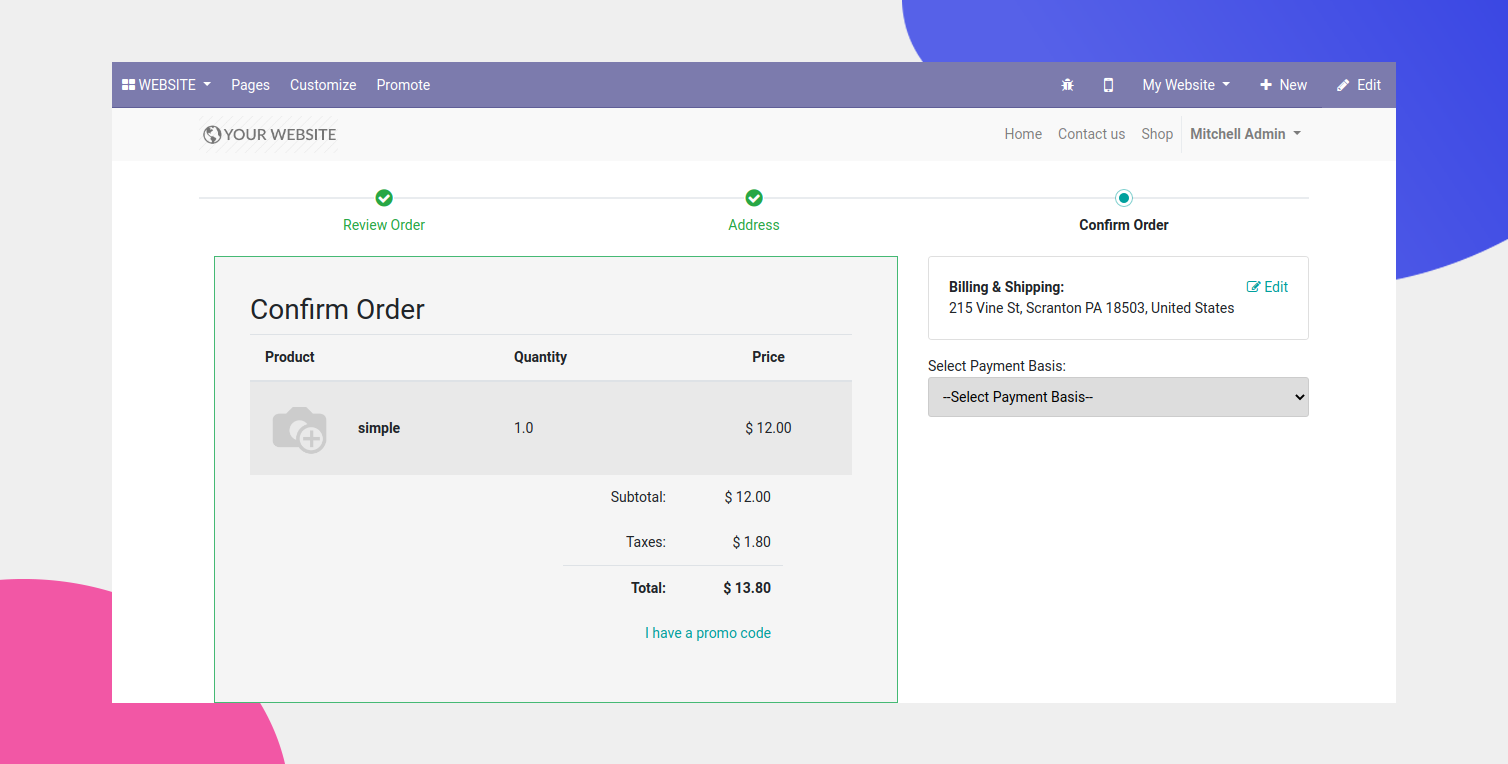 WEBSITE Pages Customize Promote My Website New Edit
YOUR WEBSITE Home Contact us Shop Mitchell Admin
Review Order Address Confirm Order
Confirm Order
Product Quantity Price
simple 1.0 $ 12.00
Subtotal: $ 12.00
Taxes: $ 1.80
Total: $ 13.80
I have a promo code
Billing & Shipping: Edit
215 Vine St, Scranton PA 18503, United States
Select Payment Basis:
--Select Payment Basis--